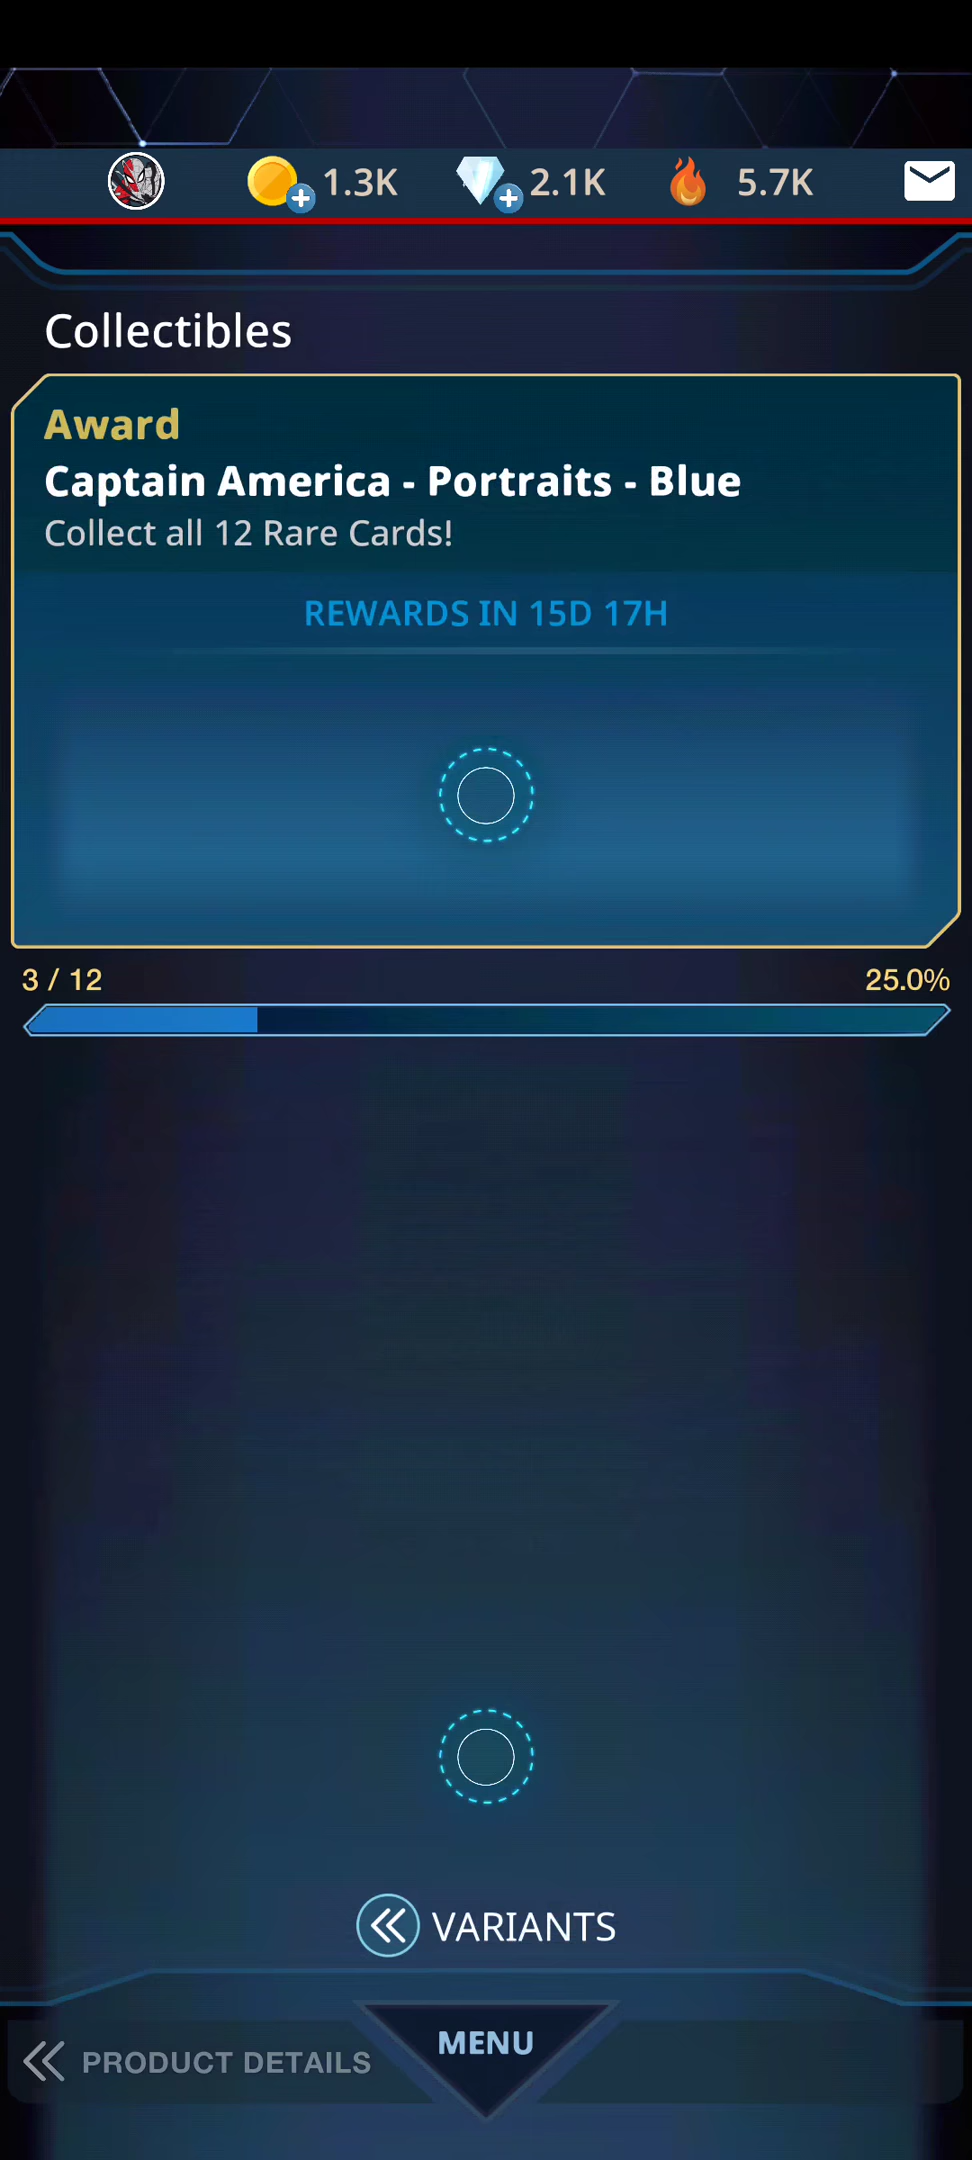 1.3K
2.1K
5.7K
Collectibles
Award
Captain America - Portraits - Blue
Collect all 12 Rare Cards!
REWARDS IN 15D 17H
3 / 12
25.0%
VARIANTS
MENU
PRODUCT DETAILS